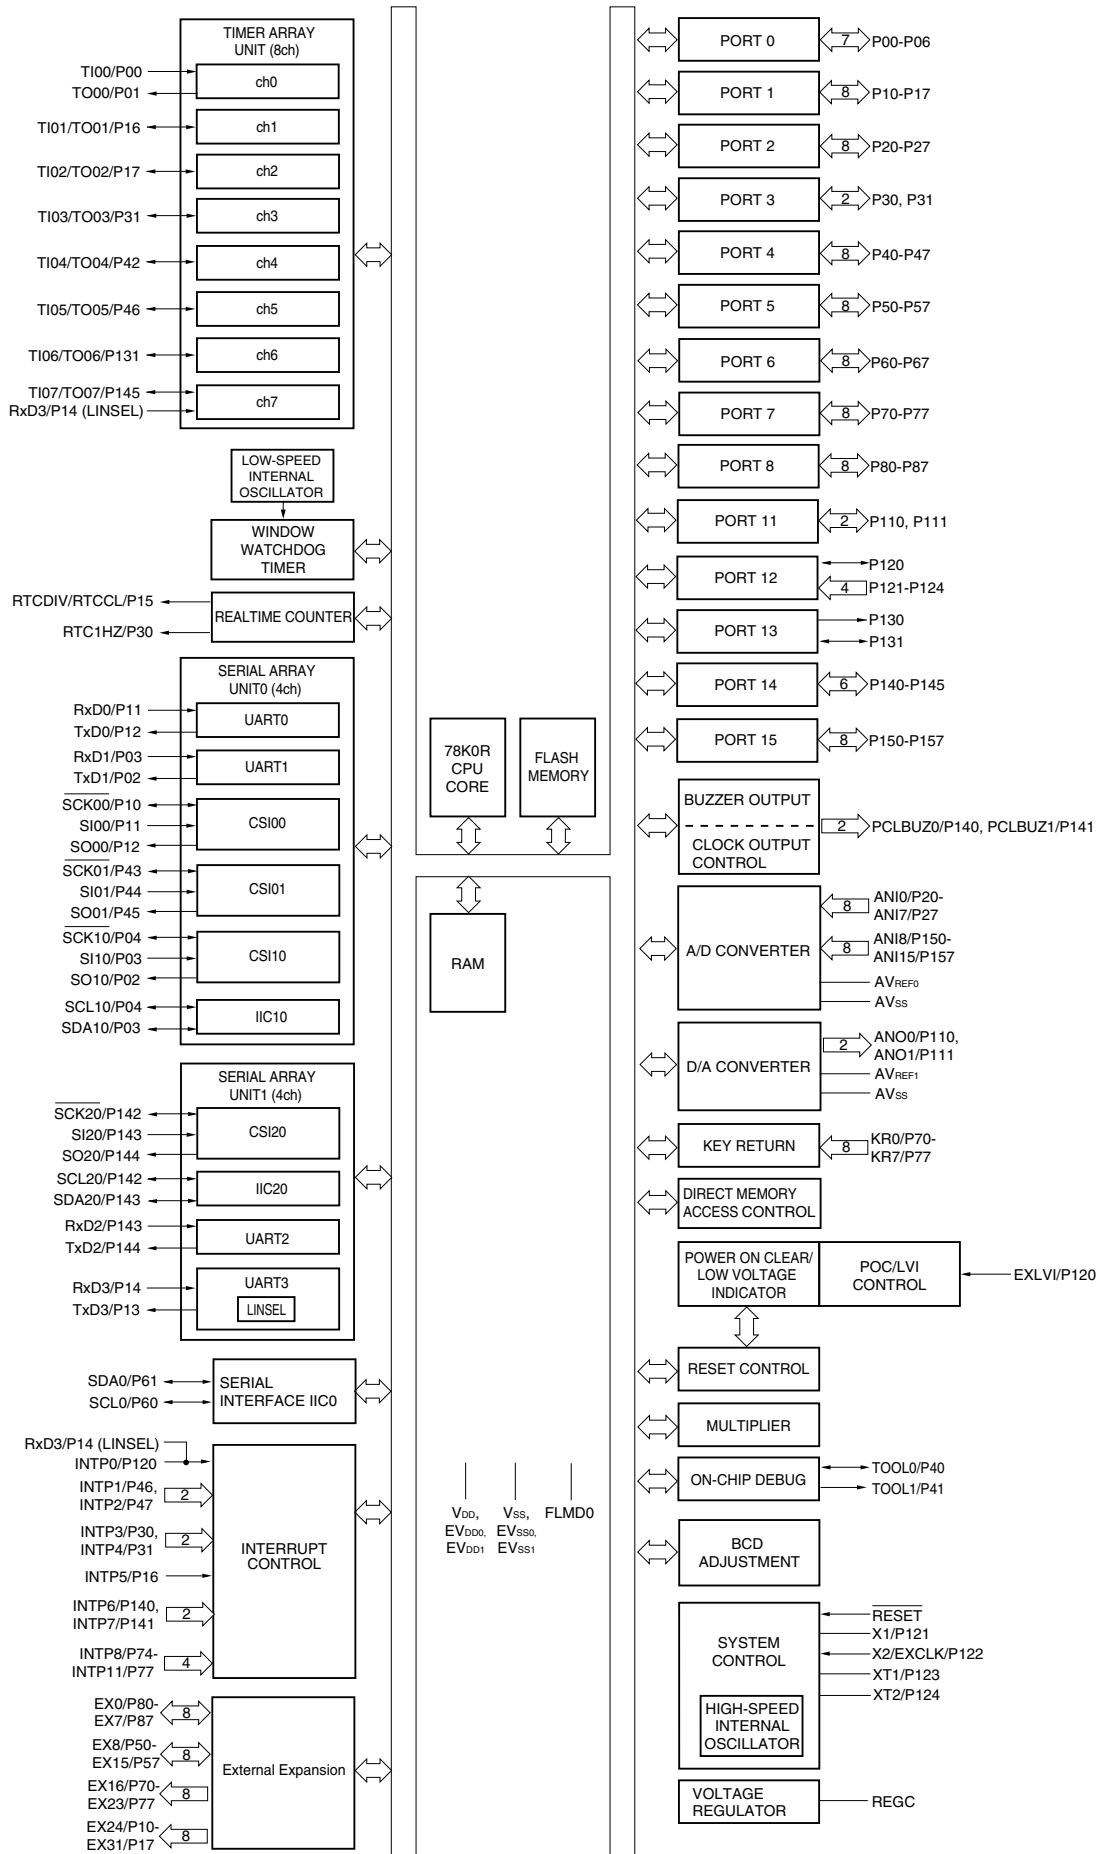 TIMER ARRAY
UNIT (8ch)
TI00/P00
TO00/P01
ch0
TI01/TO01/P16
ch1
TI02/TO02/P17
ch2
TI03/TO03/P31
ch3
TI04/TO04/P42
ch4
TI05/TO05/P46
ch5
TI06/TO06/P131
ch6
TI07/TO07/P145
RxD3/P14 (LINSEL)
ch7
LOW-SPEED
INTERNAL
OSCILLATOR
WINDOW
WATCHDOG
TIMER
RTCDIV/RTCCL/P15
RTC1HZ/P30
REALTIME COUNTER
SERIAL ARRAY
UNIT0 (4ch)
RxD0/P11
TxD0/P12
UART0
RxD1/P03
TxD1/P02
UART1
SCK00/P10
SI00/P11
SO00/P12
CSI00
SCK01/P43
SI01/P44
SO01/P45
CSI01
SCK10/P04
SI10/P03
SO10/P02
CSI10
SCL10/P04
SDA10/P03
IIC10
SERIAL ARRAY
UNIT1 (4ch)
SCK20/P142
SI20/P143
SO20/P144
CSI20
SCL20/P142
SDA20/P143
IIC20
RxD2/P143
TxD2/P144
UART2
RxD3/P14
TxD3/P13
UART3
LINSEL
SDA0/P61
SCL0/P60
SERIAL
INTERFACE IIC0
RxD3/P14 (LINSEL)
INTP0/P120
INTP1/P46,
INTP2/P47
2
INTP3/P30,
INTP4/P31
2
INTP5/P16
INTP6/P140,
INTP7/P141
2
INTP8/P74-
INTP11/P77
4
INTERRUPT
CONTROL
EX0/P80-
EX7/P87
8
EX8/P50-
EX15/P57
8
EX16/P70-
EX23/P77
8
EX24/P10-
EX31/P17
8
External Expansion
78K0R
CPU
CORE
FLASH
MEMORY
RAM
VDD,
EVDD0,
EVDD1
VSS,
EVSS0,
EVSS1
FLMD0
PORT 0
7
P00-P06
PORT 1
8
P10-P17
PORT 2
8
P20-P27
PORT 3
2
P30, P31
PORT 4
8
P40-P47
PORT 5
8
P50-P57
PORT 6
8
P60-P67
PORT 7
8
P70-P77
PORT 8
8
P80-P87
PORT 11
2
P110, P111
PORT 12
P120
4
P121-P124
PORT 13
P130
P131
PORT 14
6
P140-P145
PORT 15
8
P150-P157
BUZZER OUTPUT
CLOCK OUTPUT
CONTROL
2
PCLBUZ0/P140, PCLBUZ1/P141
A/D CONVERTER
8
ANI0/P20-
ANI7/P27
8
ANI8/P150-
ANI15/P157
AVREF0
AVSS
D/A CONVERTER
2
ANO0/P110,
ANO1/P111
AVREF1
AVSS
KEY RETURN
8
KR0/P70-
KR7/P77
DIRECT MEMORY
ACCESS CONTROL
POWER ON CLEAR/
LOW VOLTAGE
INDICATOR
POC/LVI
CONTROL
EXLVI/P120
RESET CONTROL
MULTIPLIER
ON-CHIP DEBUG
TOOL0/P40
TOOL1/P41
BCD
ADJUSTMENT
SYSTEM
CONTROL
HIGH-SPEED
INTERNAL
OSCILLATOR
RESET
X1/P121
X2/EXCLK/P122
XT1/P123
XT2/P124
VOLTAGE
REGULATOR
REGC